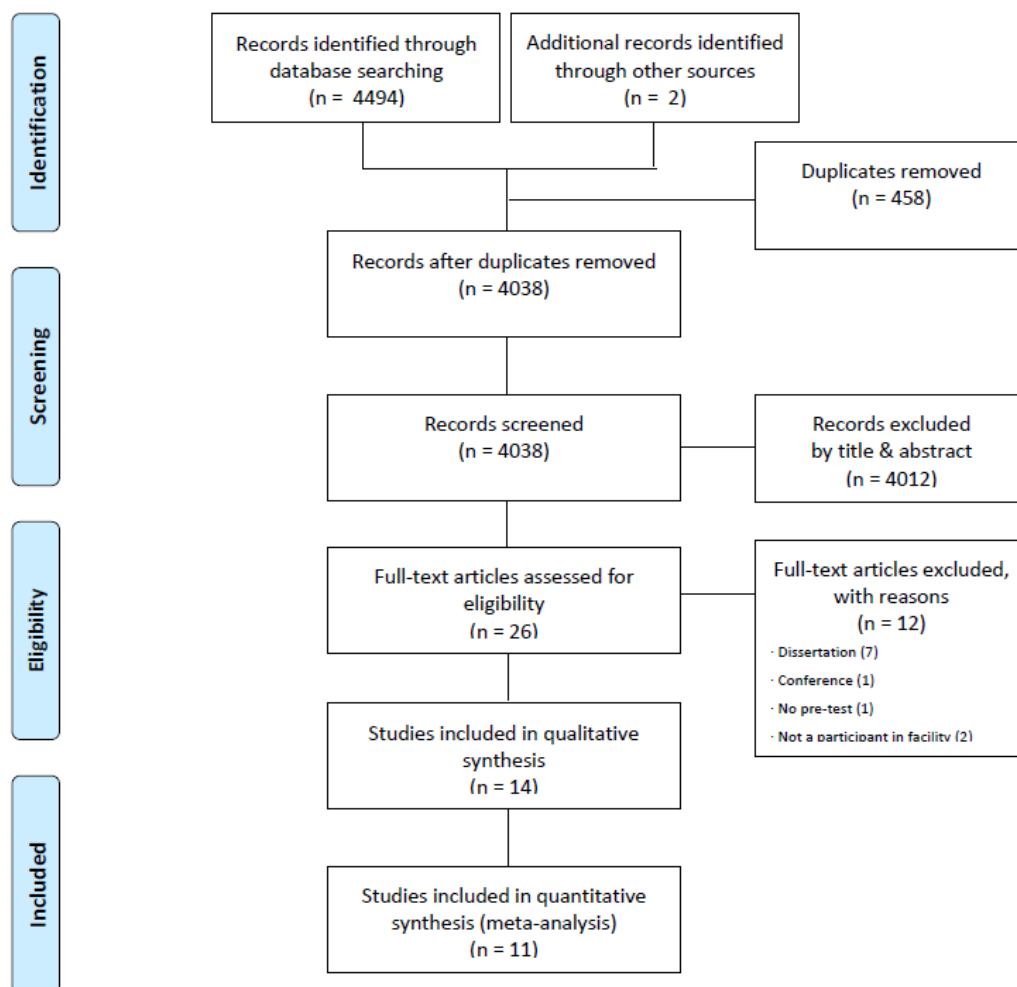 Records identified through
database searching
(n = 4494)
Additional records identified
through other sources
(n = 2)
Identification
Duplicates removed
(n = 458)
Records after duplicates removed
(n = 4038)
Screening
Records screened
(n = 4038)
Records excluded
by title & abstract
(n = 4012)
Eligibility
Full-text articles assessed for
eligibility
(n = 26)
Full-text articles excluded,
with reasons
(n = 12)
· Dissertation (7)
· Conference (1)
· No pre-test (1)
· Not a participant in facility (2)
Studies included in qualitative
synthesis
(n = 14)
Included
Studies included in quantitative
synthesis (meta-analysis)
(n = 11)